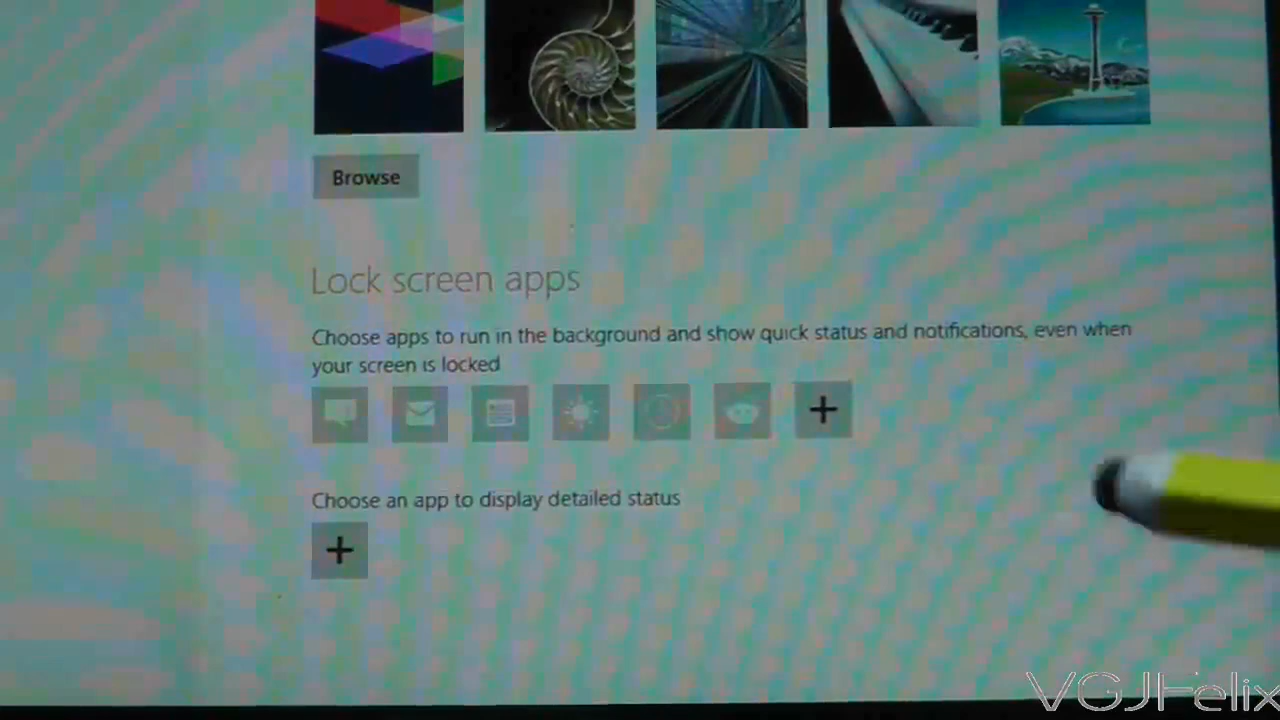 Browse
Lock screen apps
Choose apps to run in the background and show quick status and notifications, even when
your screen is locked
Choose an app to display detailed status
VGJFelix